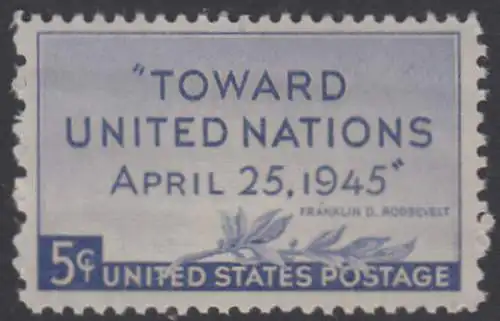 "TOWARD
UNITED NATIONS
APRIL 25, 1945"
FRANKLIN D. ROOSEVELT
5¢ UNITED STATES POSTAGE